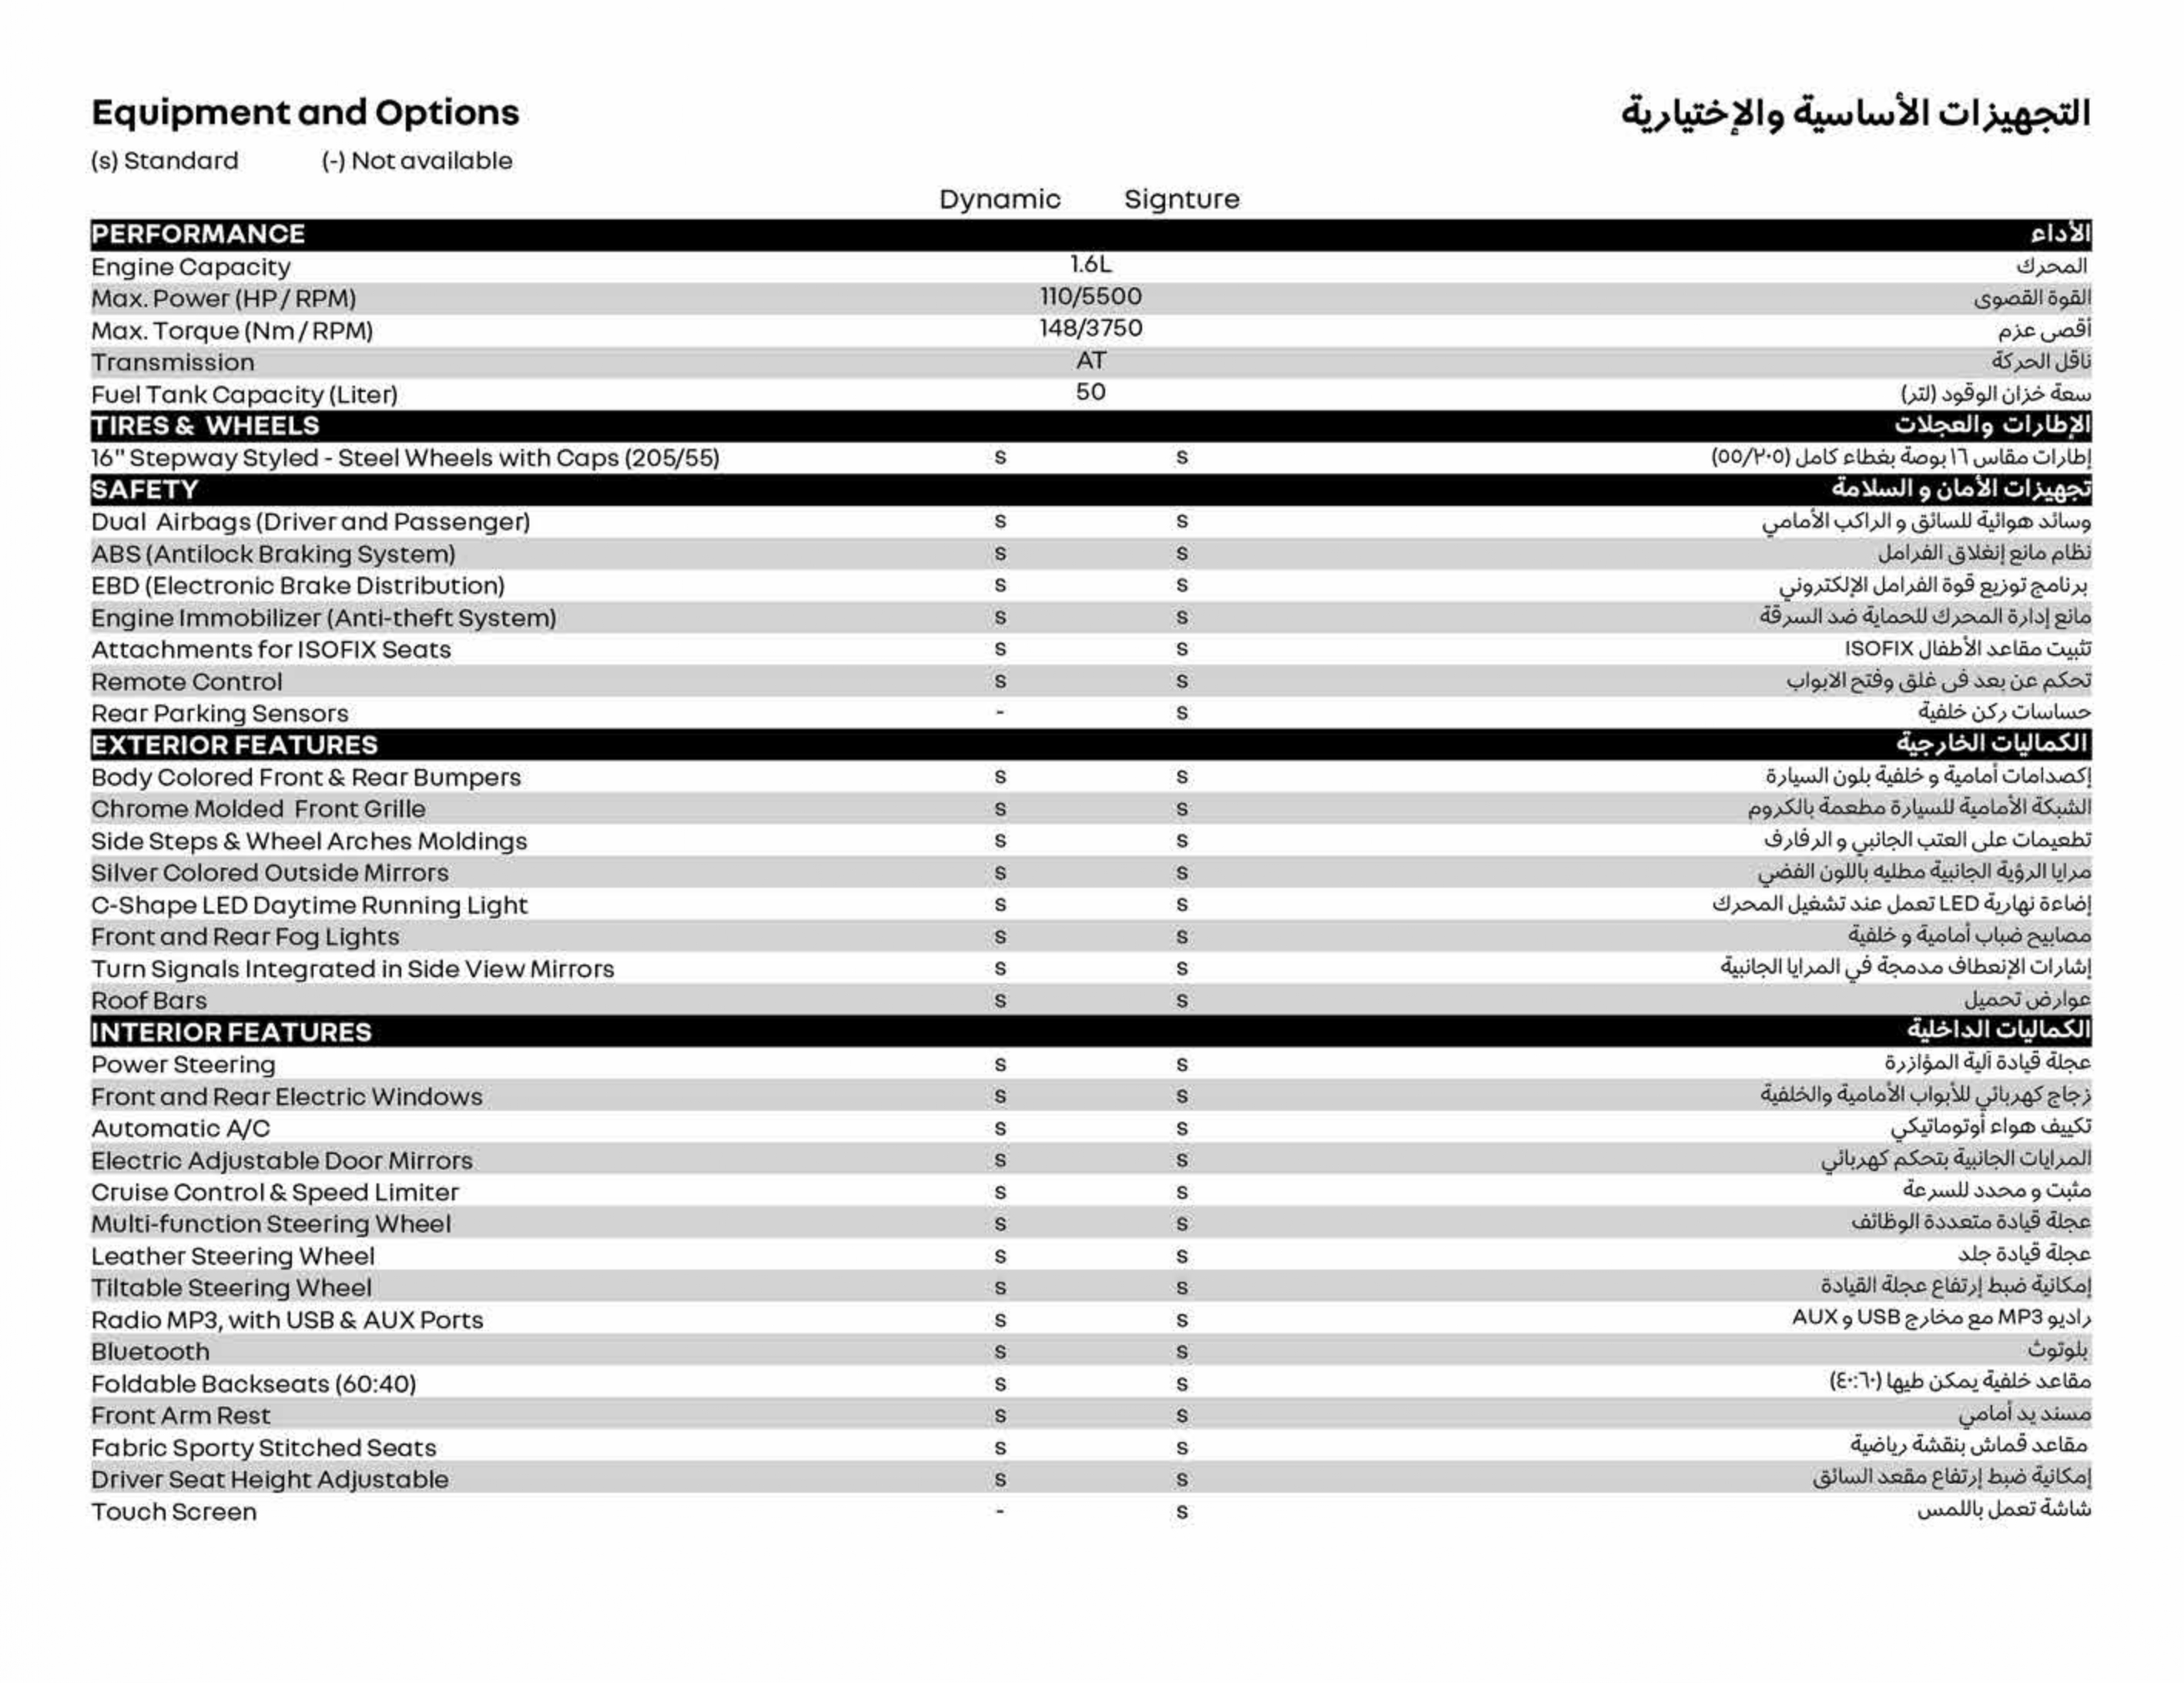 Equipment and Options التجهيزات الأساسية والإختيارية
(s) Standard (-) Not available
Dynamic Signture
PERFORMANCE الأداء
Engine Capacity 1.6L المحرك
Max. Power (HP / RPM) 110/5500 القوة القصوى
Max. Torque (Nm / RPM) 148/3750 أقصى عزم
Transmission AT ناقل الحركة
Fuel Tank Capacity (Liter) 50 سعة خزان الوقود (لتر)
TIRES & WHEELS الإطارات والعجلات
16" Stepway Styled - Steel Wheels with Caps (205/55) s s إطارات مقاس ١٦ بوصة بغطاء كامل (٥٥/٢٠٥)
SAFETY تجهيزات الأمان و السلامة
Dual Airbags (Driver and Passenger) s s وسائد هوائية للسائق و الراكب الأمامي
ABS (Antilock Braking System) s s نظام مانع إنغلاق الفرامل
EBD (Electronic Brake Distribution) s s برنامج توزيع قوة الفرامل الإلكتروني
Engine Immobilizer (Anti-theft System) s s مانع إدارة المحرك للحماية ضد السرقة
Attachments for ISOFIX Seats s s تثبيت مقاعد الأطفال ISOFIX
Remote Control s s تحكم عن بعد فى غلق وفتح الابواب
Rear Parking Sensors - s حساسات ركن خلفية
EXTERIOR FEATURES الكماليات الخارجية
Body Colored Front & Rear Bumpers s s إكصدامات أمامية و خلفية بلون السيارة
Chrome Molded Front Grille s s الشبكة الأمامية للسيارة مطعمة بالكروم
Side Steps & Wheel Arches Moldings s s تطعيمات على العتب الجانبي و الرفارف
Silver Colored Outside Mirrors s s مرايا الرؤية الجانبية مطليه باللون الفضي
C-Shape LED Daytime Running Light s s إضاءة نهارية LED تعمل عند تشغيل المحرك
Front and Rear Fog Lights s s مصابيح ضباب أمامية و خلفية
Turn Signals Integrated in Side View Mirrors s s إشارات الإنعطاف مدمجة في المرايا الجانبية
Roof Bars s s عوارض تحميل
INTERIOR FEATURES الكماليات الداخلية
Power Steering s s عجلة قيادة آلية المؤازرة
Front and Rear Electric Windows s s زجاج كهربائي للأبواب الأمامية والخلفية
Automatic A/C s s تكييف هواء أوتوماتيكي
Electric Adjustable Door Mirrors s s المرايات الجانبية بتحكم كهربائي
Cruise Control & Speed Limiter s s مثبت و محدد للسرعة
Multi-function Steering Wheel s s عجلة قيادة متعددة الوظائف
Leather Steering Wheel s s عجلة قيادة جلد
Tiltable Steering Wheel s s إمكانية ضبط إرتفاع عجلة القيادة
Radio MP3, with USB & AUX Ports s s راديو MP3 مع مخارج USB و AUX
Bluetooth s s بلوتوث
Foldable Backseats (60:40) s s مقاعد خلفية يمكن طيها (٤٠:٦٠)
Front Arm Rest s s مسند يد أمامي
Fabric Sporty Stitched Seats s s مقاعد قماش بنقشة رياضية
Driver Seat Height Adjustable s s إمكانية ضبط إرتفاع مقعد السائق
Touch Screen - s شاشة تعمل باللمس